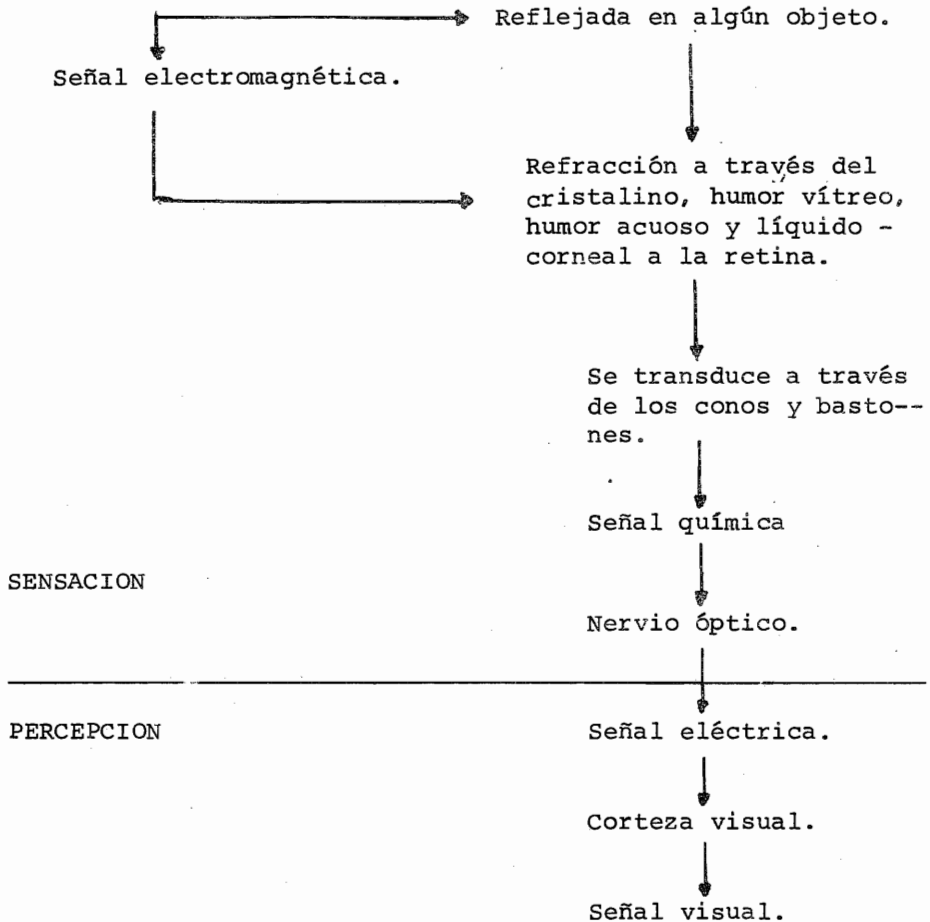 Reflejada en algún objeto.
Señal electromagnética.
Refracción a través del
cristalino, humor vítreo,
humor acuoso y líquido -
corneal a la retina.
Se transduce a través
de los conos y basto--
nes.
Señal química
SENSACION
Nervio óptico.
PERCEPCION
Señal eléctrica.
Corteza visual.
Señal visual.